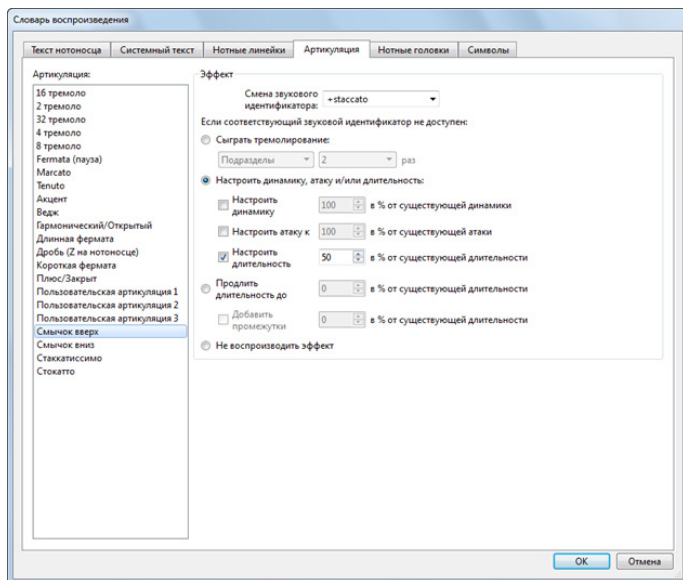 Словарь воспроизведения
Текст нотоносца Системный текст Нотные линейки Артикуляция Нотные головки Символы
Артикуляция:
16 тремоло
2 тремоло
32 тремоло
4 тремоло
8 тремоло
Fermata (пауза)
Marcato
Tenuto
Акцент
Ведж
Гармонический/Открытый
Длинная фермата
Дробь (Z на нотоносце)
Короткая фермата
Плюс/Закрыт
Пользовательская артикуляция 1
Пользовательская артикуляция 2
Пользовательская артикуляция 3
Смычок вверх
Смычок вниз
Стаккатиссимо
Стокатто
Эффект
Смена звукового
идентификатора: +staccato
Если соответствующий звуковой идентификатор не доступен:
Сыграть тремолирование:
Подразделы 2 раз
Настроить динамику, атаку и/или длительность:
Настроить
динамику 100 в % от существующей динамики
Настроить атаку к 100 в % от существующей атаки
Настроить
длительность 50 в % от существующей длительности
Продлить
длительность до 0 в % от существующей длительности
Добавить
промежутки 0 в % от существующей длительности
Не воспроизводить эффект
OK Отмена